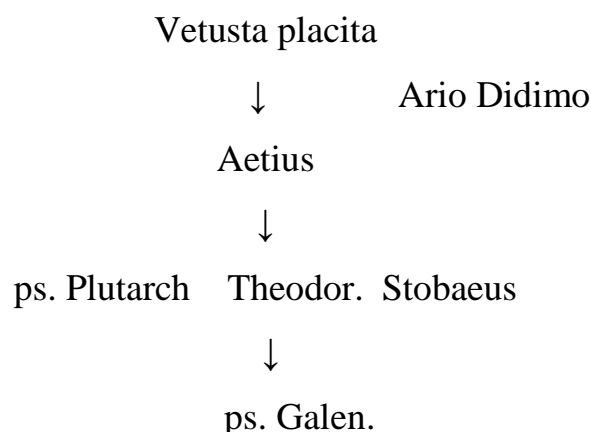 Vetusta placita
↓ Ario Didimo
Aetius
↓
ps. Plutarch Theodor. Stobaeus
↓
ps. Galen.